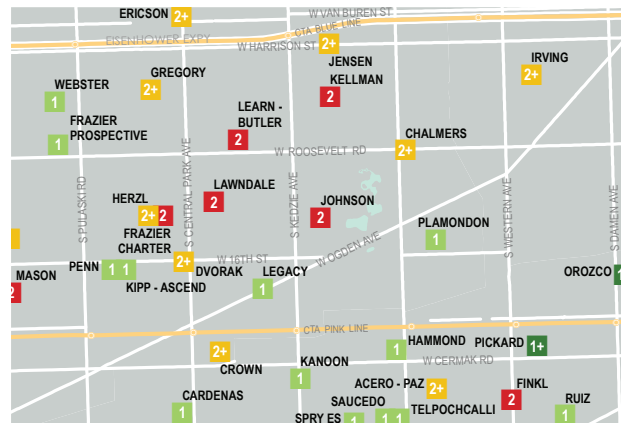 ERICSON
2+
W VAN BUREN ST
CTA BLUE LINE
EISENHOWER EXPY
W HARRISON ST
2+
JENSEN
IRVING
2+
WEBSTER
1
GREGORY
2+
KELLMAN
2
FRAZIER
PROSPECTIVE
1
LEARN -
BUTLER
2
CHALMERS
2+
W ROOSEVELT RD
S PULASKI RD
S CENTRAL PARK AVE
S KEDZIE AVE
S WESTERN AVE
S DAMEN AVE
HERZL
2+
2
LAWNDALE
2
JOHNSON
2
FRAZIER
CHARTER
2+
PLAMONDON
1
W OGDEN AVE
W 16TH ST
PENN
1
1
KIPP - ASCEND
DVORAK
LEGACY
1
MASON
2
OROZCO
1
CTA PINK LINE
CROWN
2+
KANOON
1
HAMMOND
1
PICKARD
1+
W CERMAK RD
CARDENAS
1
ACERO - PAZ
2+
FINKL
2
SAUCEDO
1
1
TELPOCHCALLI
SPRY ES
1
RUIZ
1